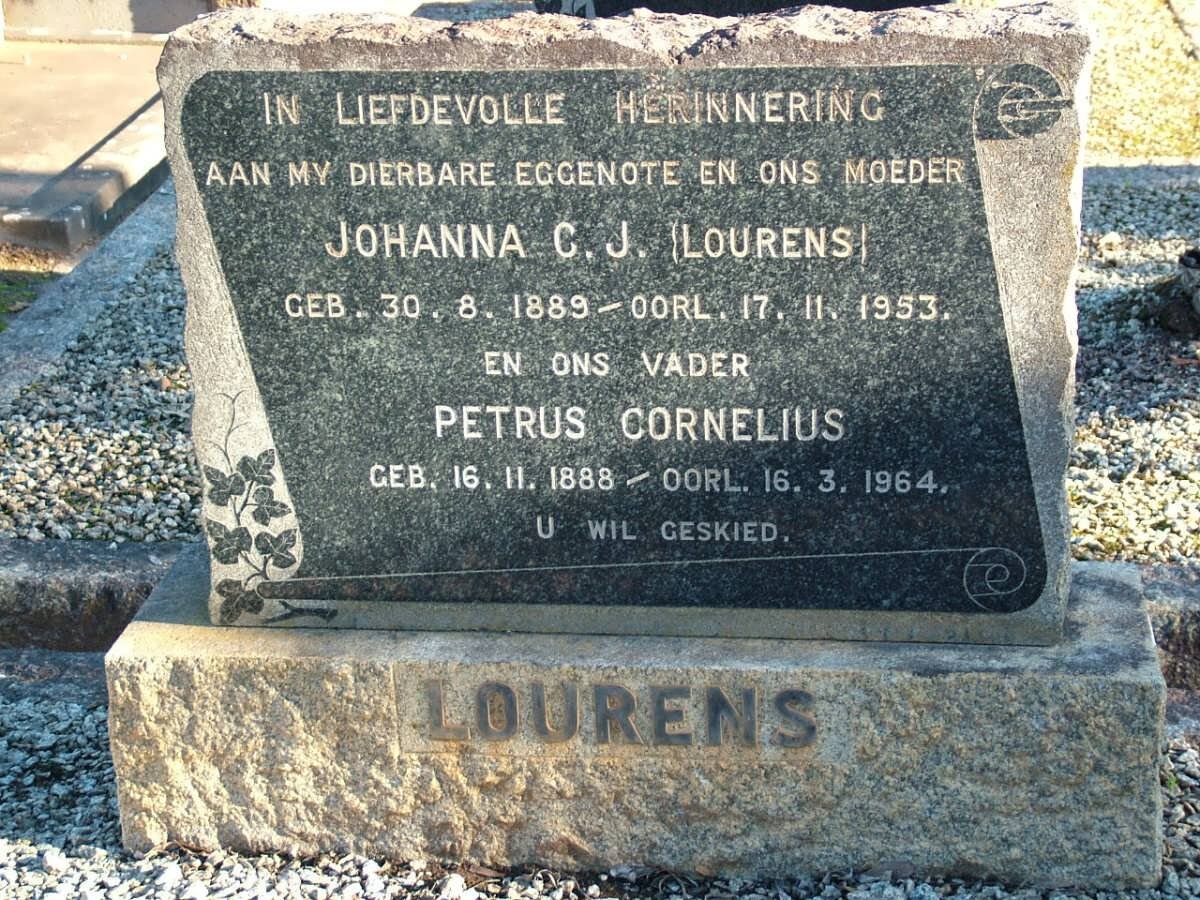 IN LIEFDEVOLLE HERINNERING
AAN MY DIERBARE EGGENOTE EN ONS MOEDER
JOHANNA C. J. (LOURENS)
GEB. 30. 8. 1889 - OORL. 17. 11. 1953.
EN ONS VADER
PETRUS CORNELIUS
GEB. 16. 11. 1888 - OORL. 16. 3. 1964.
U WIL GESKIED.
LOURENS